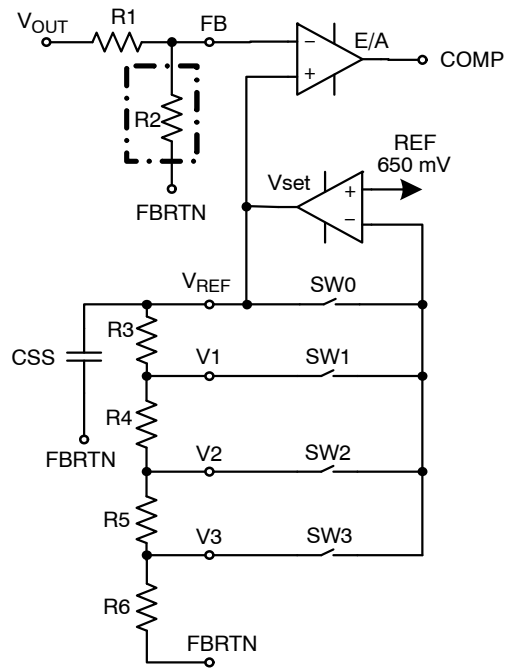 R1
FB
VOUT
E/A
COMP
R2
REF
650 mV
Vset
FBRTN
VREF
SW0
R3
CSS
V1
SW1
R4
FBRTN
V2
SW2
R5
V3
SW3
R6
FBRTN